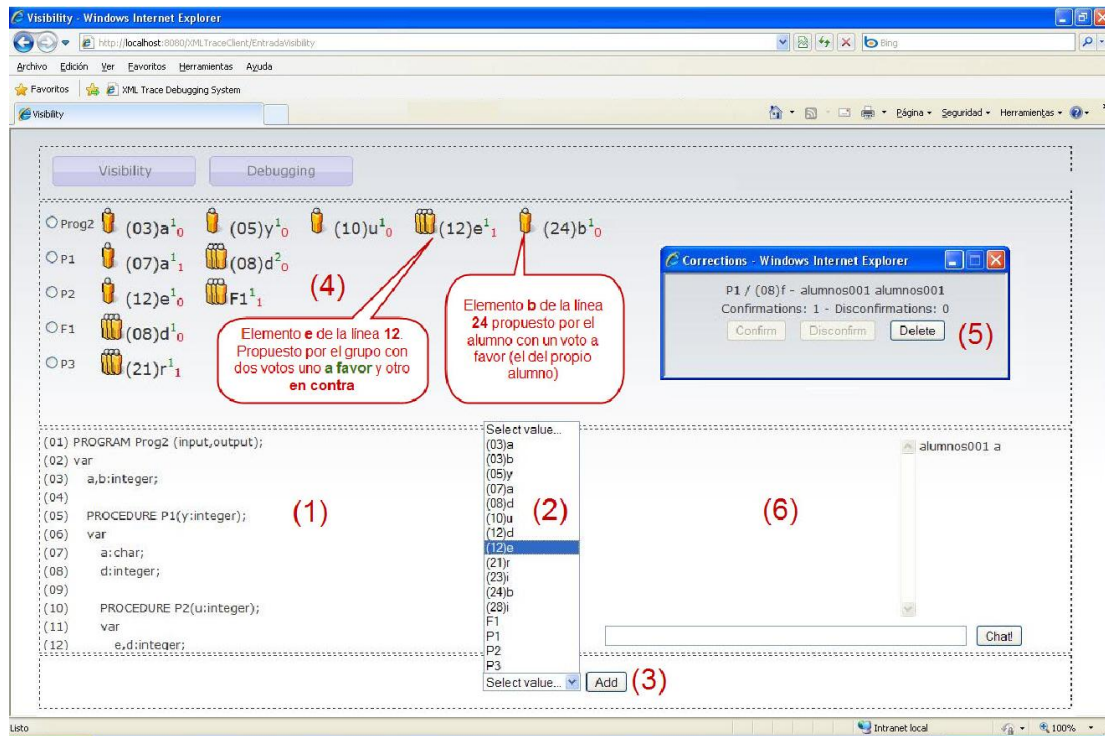 Visibility - Windows Internet Explorer
http://localhost:8080/XMLTraceClient/EntradaVisibility
Bing
Archivo Edición Ver Favoritos Herramientas Ayuda
Favoritos XML Trace Debugging System
Visibility
Página Seguridad Herramientas
Visibility Debugging
Prog2 (03)a¹₀ (05)y¹₀ (10)u¹₀ (12)e¹₁ (24)b¹₀
P1 (07)a¹₁ (08)d²₀
P2 (12)e¹₀ F1¹₁
F1 (08)d¹₀
P3 (21)r¹₁
(4)
Elemento e de la línea 12.
Propuesto por el grupo con
dos votos uno a favor y otro
en contra
Elemento b de la línea
24 propuesto por el
alumno con un voto a
favor (el del propio
alumno)
Corrections - Windows Internet Explorer
P1 / (08)f - alumnos001 alumnos001
Confirmations: 1 - Disconfirmations: 0
Confirm Disconfirm Delete
(5)
(01) PROGRAM Prog2 (input,output);
(02) var
(03) a,b:integer;
(04)
(05) PROCEDURE P1(y:integer);
(06) var
(07) a:char;
(08) d:integer;
(09)
(10) PROCEDURE P2(u:integer);
(11) var
(12) e,d:integer;
(1)
Select value...
(03)a
(03)b
(05)y
(07)a
(08)d
(10)u
(12)d
(12)e
(21)r
(23)i
(24)b
(28)i
F1
P1
P2
P3
(2)
Select value... Add
(3)
alumnos001 a
(6)
Chat!
Listo Intranet local 100%